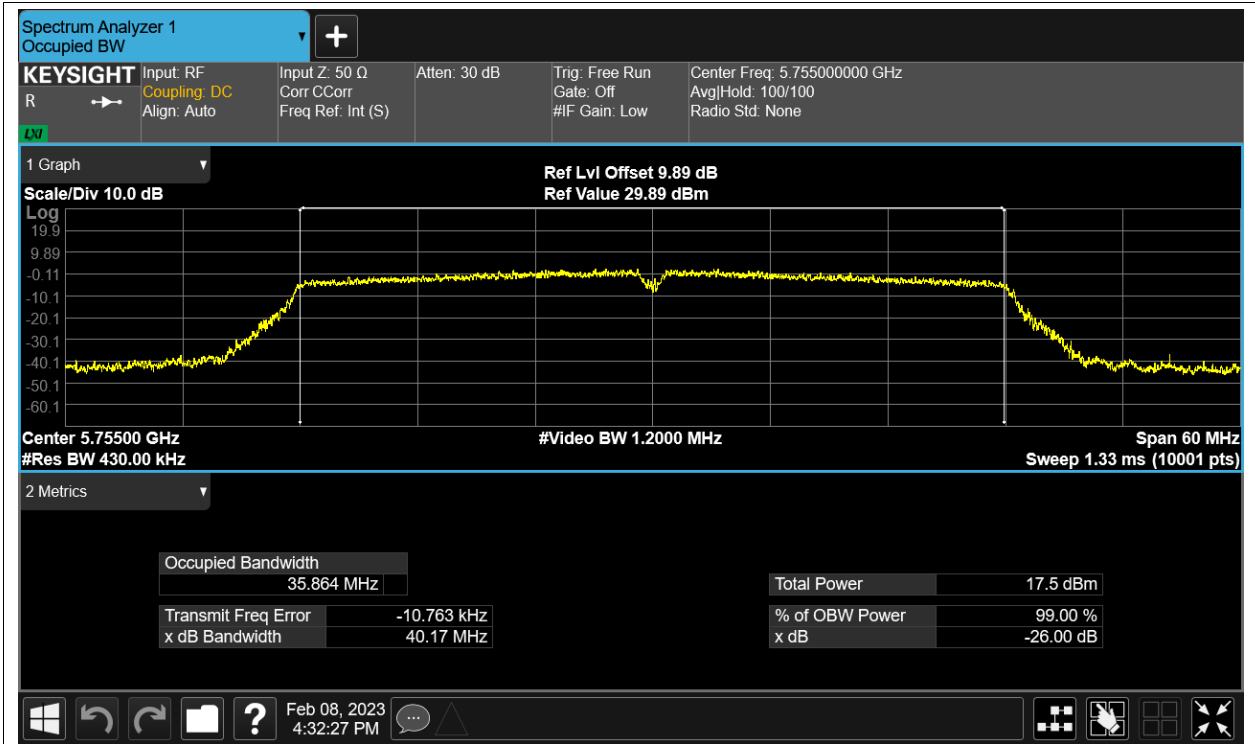 Spectrum Analyzer 1
Occupied BW
KEYSIGHT
R
LXI
Input: RF
Coupling: DC
Align: Auto
Input Z: 50 Ω
Corr CCorr
Freq Ref: Int (S)
Atten: 30 dB
Trig: Free Run
Gate: Off
#IF Gain: Low
Center Freq: 5.755000000 GHz
Avg|Hold: 100/100
Radio Std: None
1 Graph
Scale/Div 10.0 dB
Ref Lvl Offset 9.89 dB
Ref Value 29.89 dBm
Log
19.9
9.89
-0.11
-10.1
-20.1
-30.1
-40.1
-50.1
-60.1
Center 5.75500 GHz
#Video BW 1.2000 MHz
Span 60 MHz
#Res BW 430.00 kHz
Sweep 1.33 ms (10001 pts)
2 Metrics
Occupied Bandwidth
35.864 MHz
Total Power 17.5 dBm
Transmit Freq Error -10.763 kHz
% of OBW Power 99.00 %
x dB Bandwidth 40.17 MHz
x dB -26.00 dB
?
Feb 08, 2023
4:32:27 PM